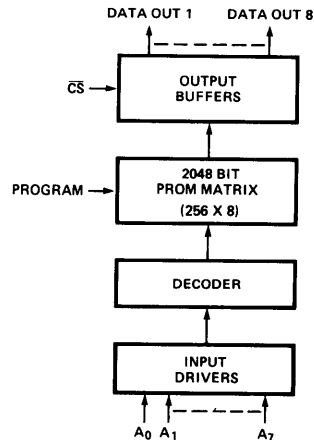 DATA OUT 1 DATA OUT 8
OUTPUT
BUFFERS
C̅S̅
2048 BIT
PROM MATRIX
(256 X 8)
PROGRAM
DECODER
INPUT
DRIVERS
A₀ A₁ A₇